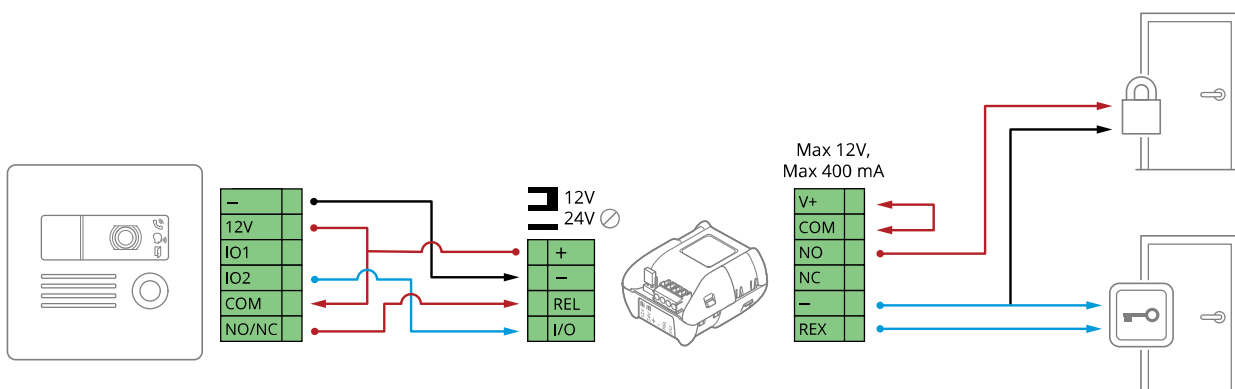 –
12V
IO1
IO2
COM
NO/NC
12V
24V
+
–
REL
I/O
Max 12V,
Max 400 mA
V+
COM
NO
NC
–
REX